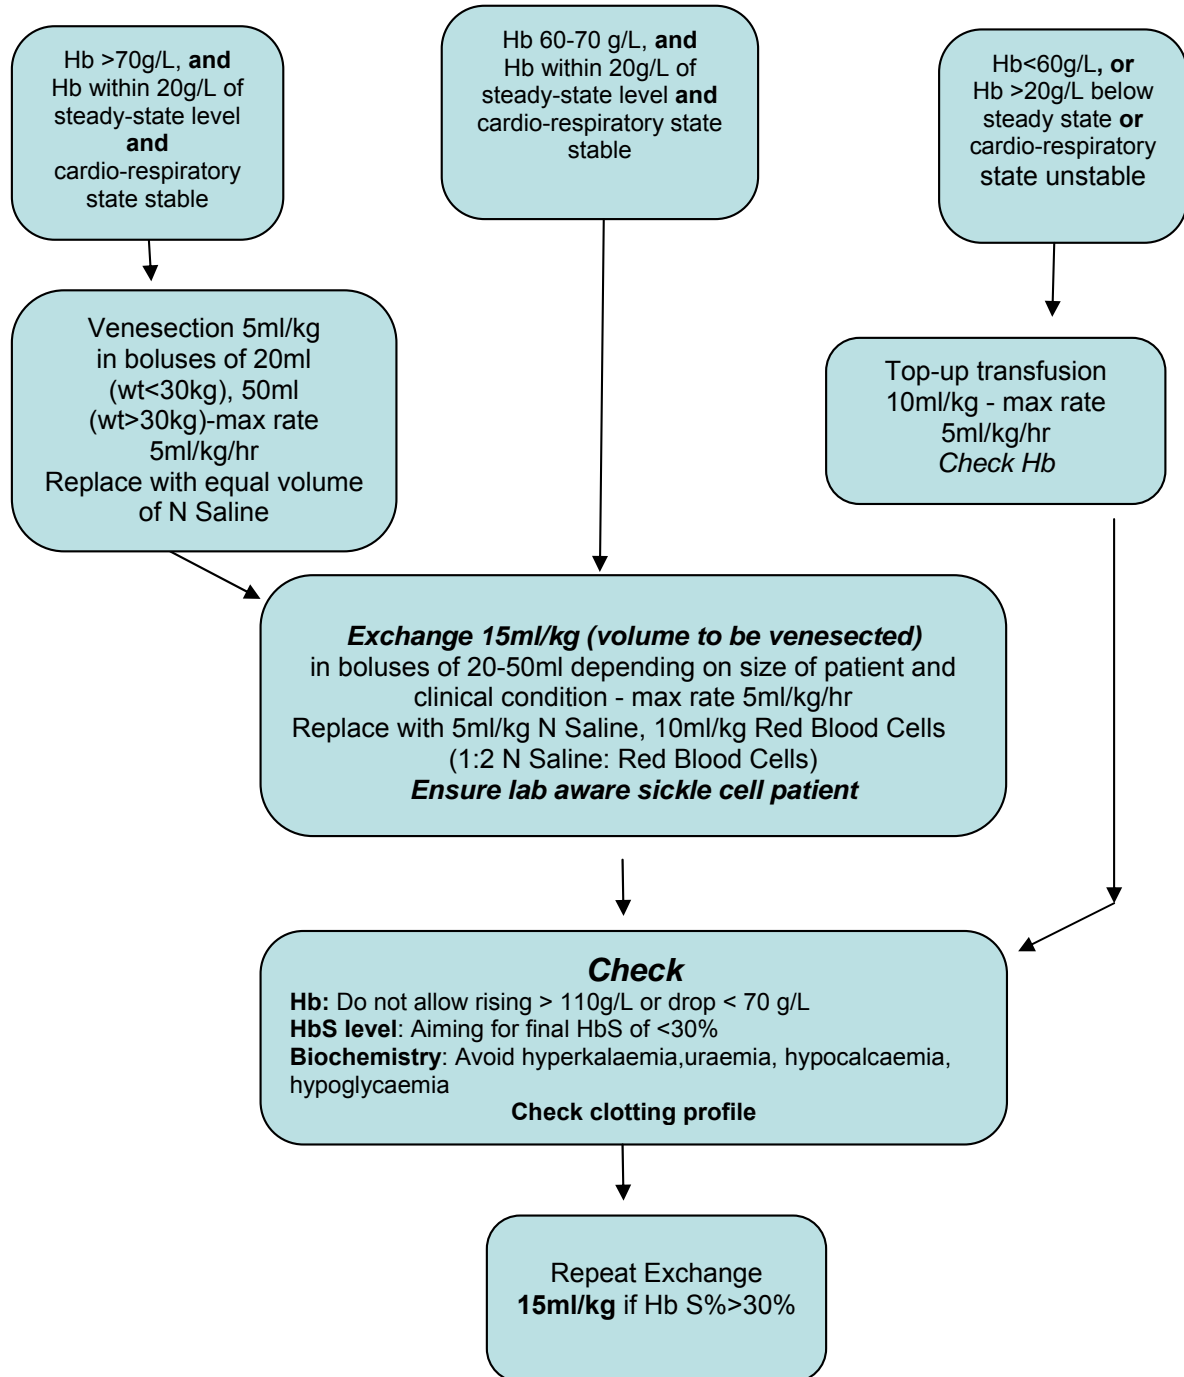 Hb >70g/L, and
Hb within 20g/L of
steady-state level
and
cardio-respiratory
state stable
Hb 60-70 g/L, and
Hb within 20g/L of
steady-state level and
cardio-respiratory state
stable
Hb<60g/L, or
Hb >20g/L below
steady state or
cardio-respiratory
state unstable
Venesection 5ml/kg
in boluses of 20ml
(wt<30kg), 50ml
(wt>30kg)-max rate
5ml/kg/hr
Replace with equal volume
of N Saline
Top-up transfusion
10ml/kg - max rate
5ml/kg/hr
Check Hb
Exchange 15ml/kg (volume to be venesected)
in boluses of 20-50ml depending on size of patient and
clinical condition - max rate 5ml/kg/hr
Replace with 5ml/kg N Saline, 10ml/kg Red Blood Cells
(1:2 N Saline: Red Blood Cells)
Ensure lab aware sickle cell patient
Check
Hb: Do not allow rising > 110g/L or drop < 70 g/L
HbS level: Aiming for final HbS of <30%
Biochemistry: Avoid hyperkalaemia,uraemia, hypocalcaemia,
hypoglycaemia
Check clotting profile
Repeat Exchange
15ml/kg if Hb S%>30%